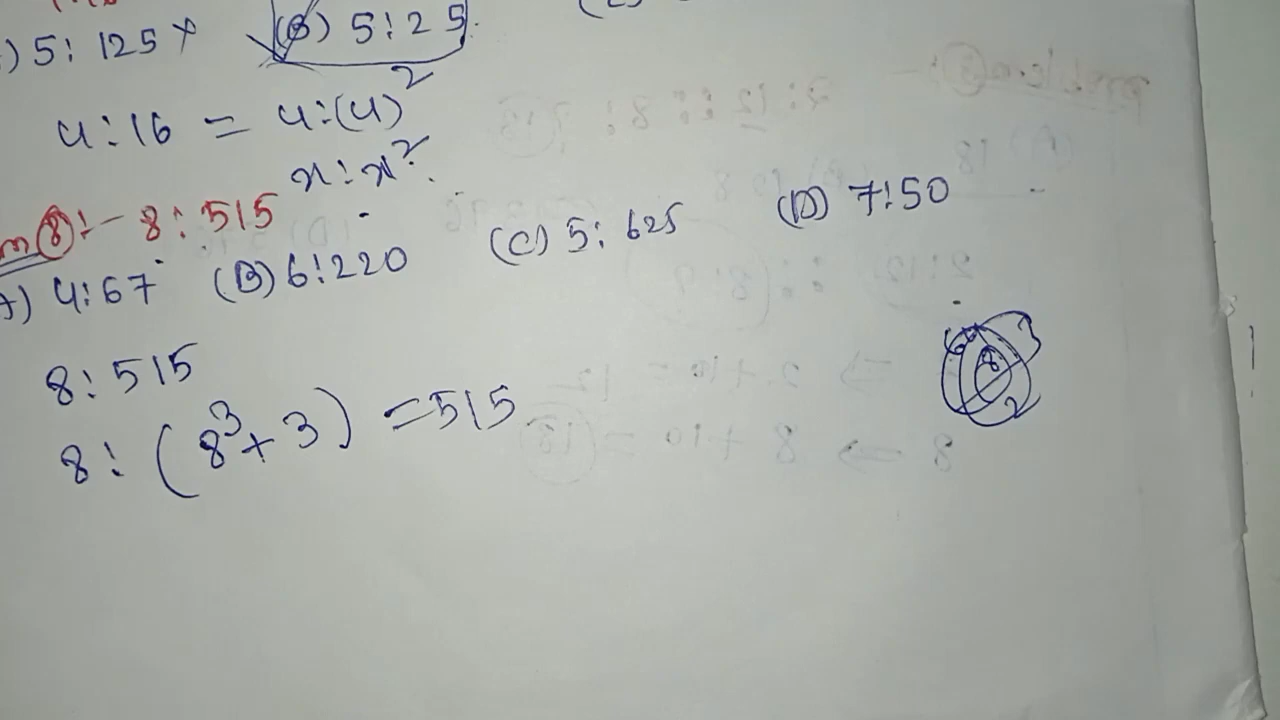 ) 5 : 125 × (B) 5 : 25
4 : 16 = 4 : (4)²
x : x²
m 8 :- 8 : 515
A) 4 : 67 (B) 6 : 220 (C) 5 : 625 (D) 7 : 50
8 : 515
8 : (8³ + 3) = 515